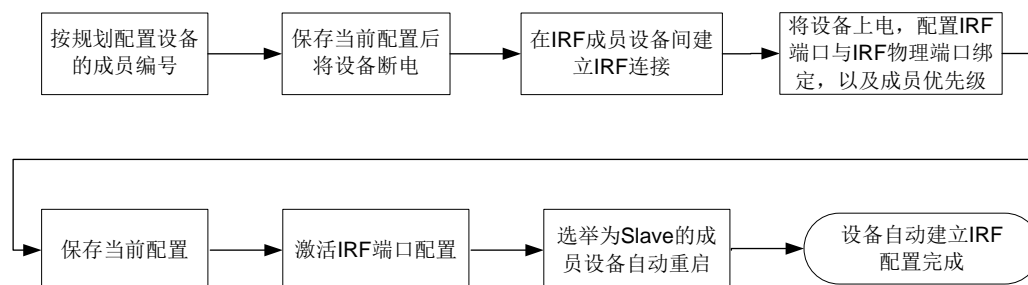 按规划配置设备
的成员编号
保存当前配置后
将设备断电
在IRF成员设备间建
立IRF连接
将设备上电，配置IRF
端口与IRF物理端口绑
定，以及成员优先级
保存当前配置
激活IRF端口配置
选举为Slave的成
员设备自动重启
设备自动建立IRF
配置完成